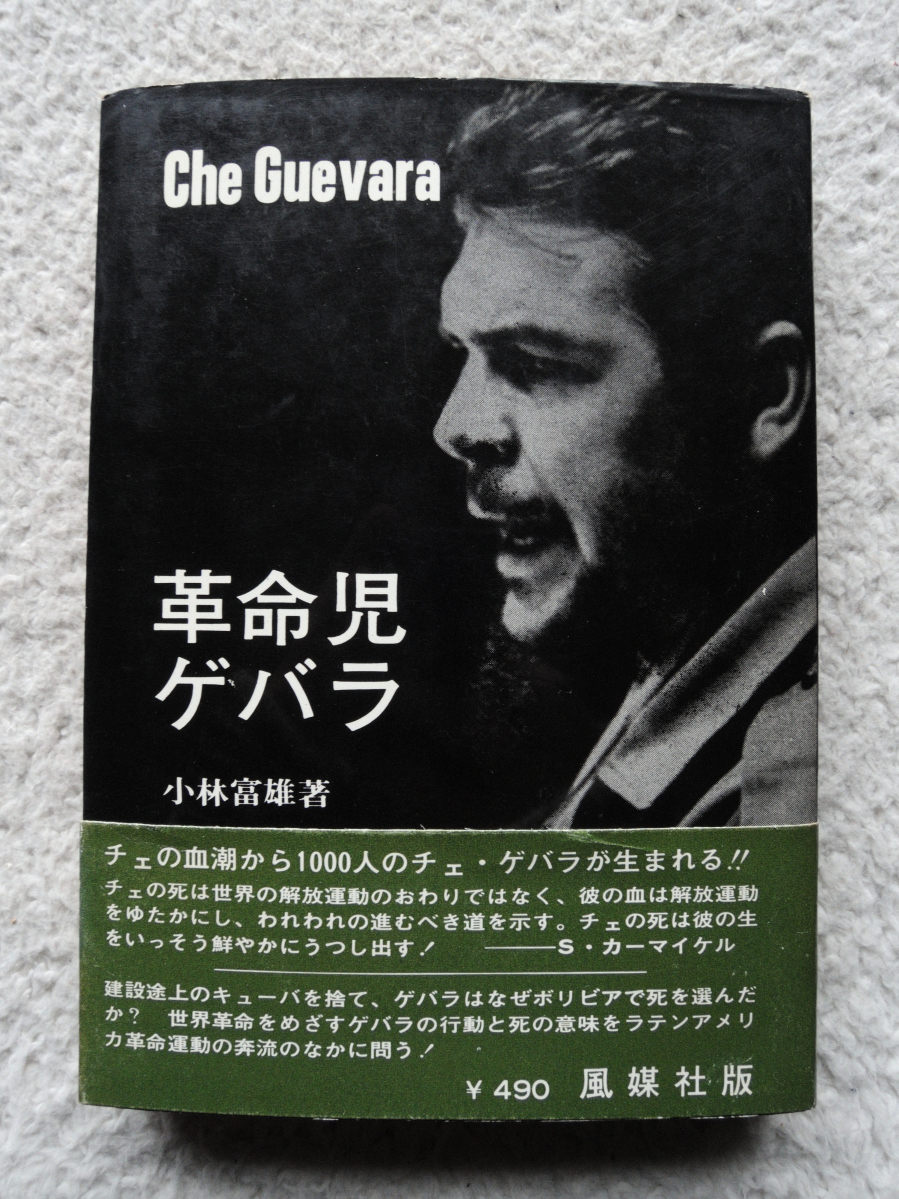 Che Guevara
革命児
ゲバラ
小林富雄著
チェの血潮から1000人のチェ・ゲバラが生まれる!!
チェの死は世界の解放運動のおわりではなく、彼の血は解放運動
をゆたかにし、われわれの進むべき道を示す。チェの死は彼の生
をいっそう鮮やかにうつし出す! ———S・カーマイケル
建設途上のキューバを捨て、ゲバラはなぜボリビアで死を選んだ
か? 世界革命をめざすゲバラの行動と死の意味をラテンアメリ
カ革命運動の奔流のなかに問う!
¥490 風媒社版